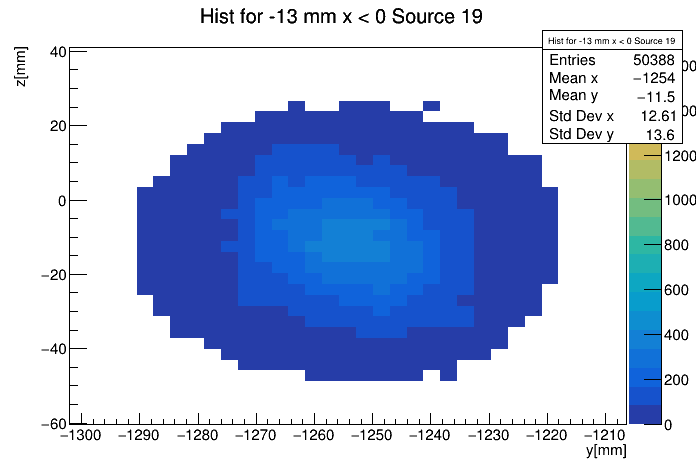 Hist for -13 mm x < 0 Source 19
z[mm]
Hist for -13 mm x < 0 Source 19
Entries 50388
Mean x −1254
Mean y −11.5
Std Dev x 12.61
Std Dev y 13.6
40
20
0
−20
−40
−60
1200
1000
800
600
400
200
0
−1300 −1290 −1280 −1270 −1260 −1250 −1240 −1230 −1220 −1210
y[mm]